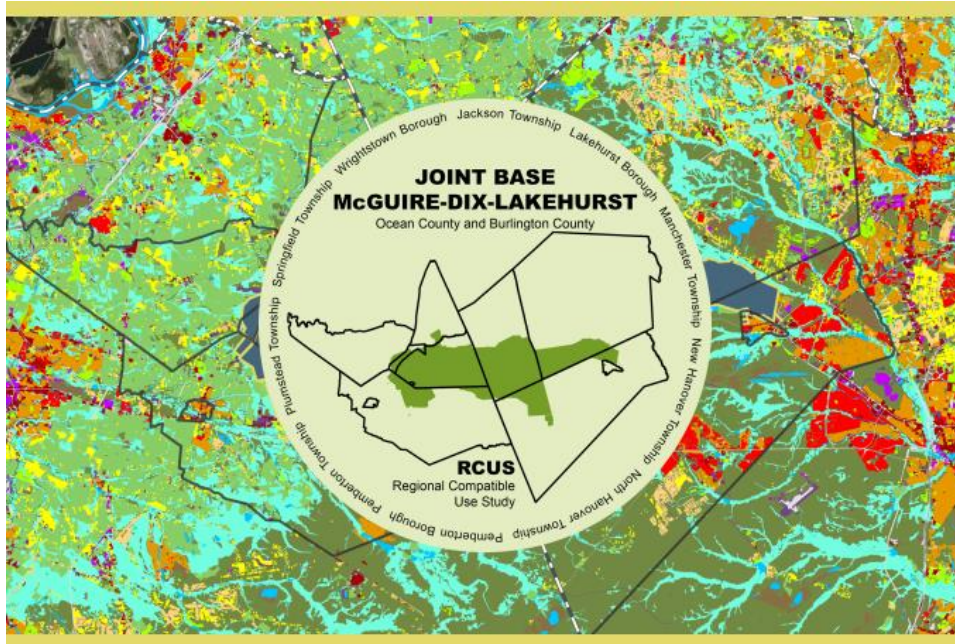 JOINT BASE
McGUIRE-DIX-LAKEHURST
Ocean County and Burlington County
RCUS
Regional Compatible
Use Study
Jackson Township
Lakehurst Borough
Manchester Township
New Hanover Township
North Hanover Township
Pemberton Borough
Pemberton Township
Plumstead Township
Springfield Township
Wrightstown Borough